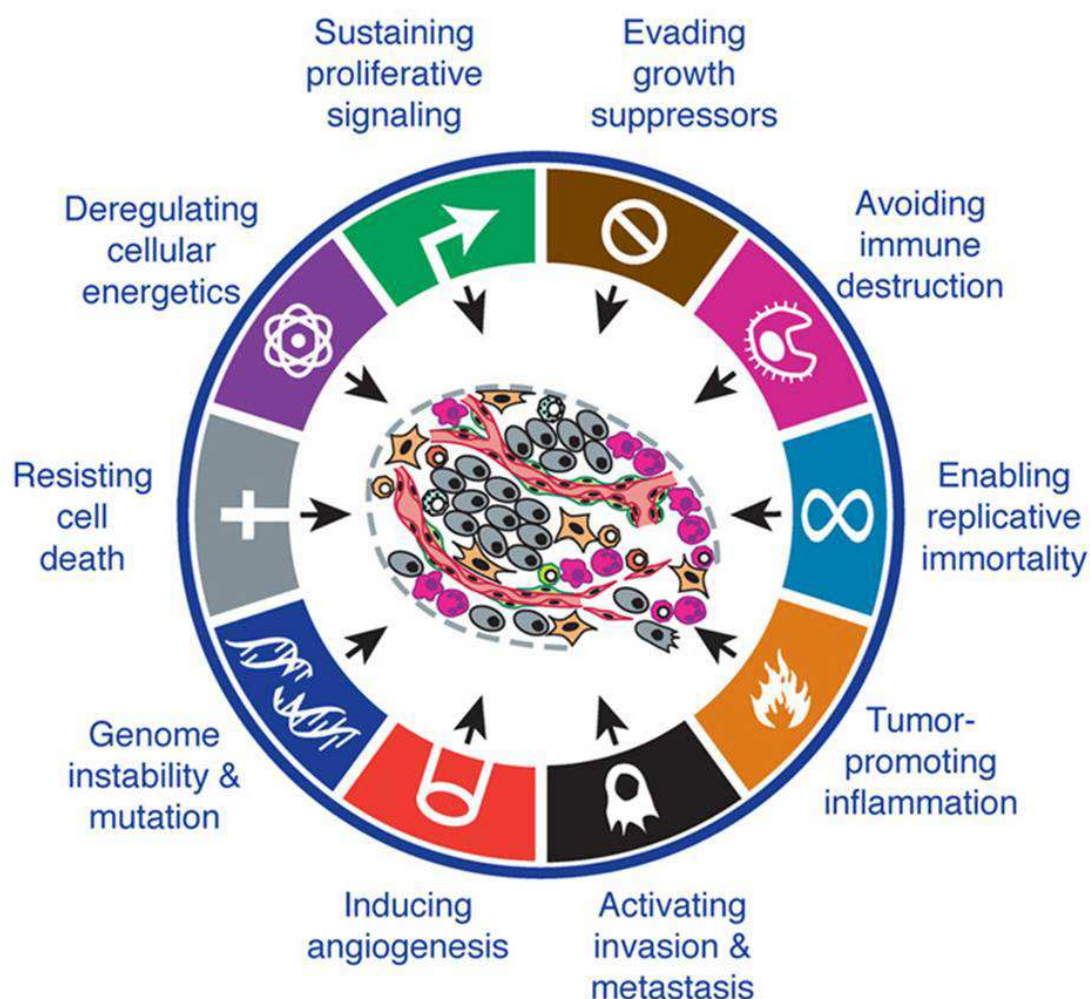 Sustaining
proliferative
signaling
Evading
growth
suppressors
Avoiding
immune
destruction
Enabling
replicative
immortality
Tumor-
promoting
inflammation
Activating
invasion &
metastasis
Inducing
angiogenesis
Genome
instability &
mutation
Resisting
cell
death
Deregulating
cellular
energetics